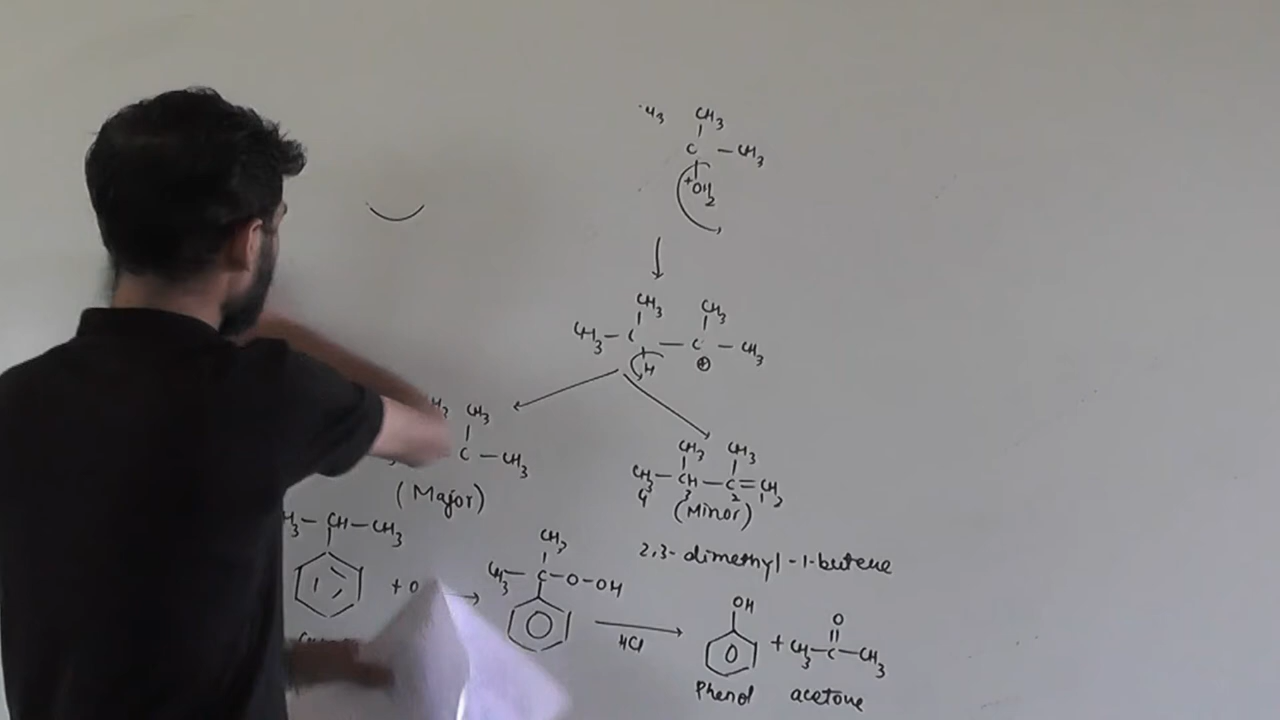 CH3
C - CH3
+OH2
CH3 CH3
CH3 - C - C - CH3
H ⊕
CH3
C - CH3
(Major)
CH3 CH3
CH3 - CH - C = CH2
4 3 2 1
(Minor)
2,3-dimethyl-1-butene
CH - CH3
+ O
CH3
CH3 - C - O - OH
HCl
OH
+
O
CH3 - C - CH3
Phenol acetone